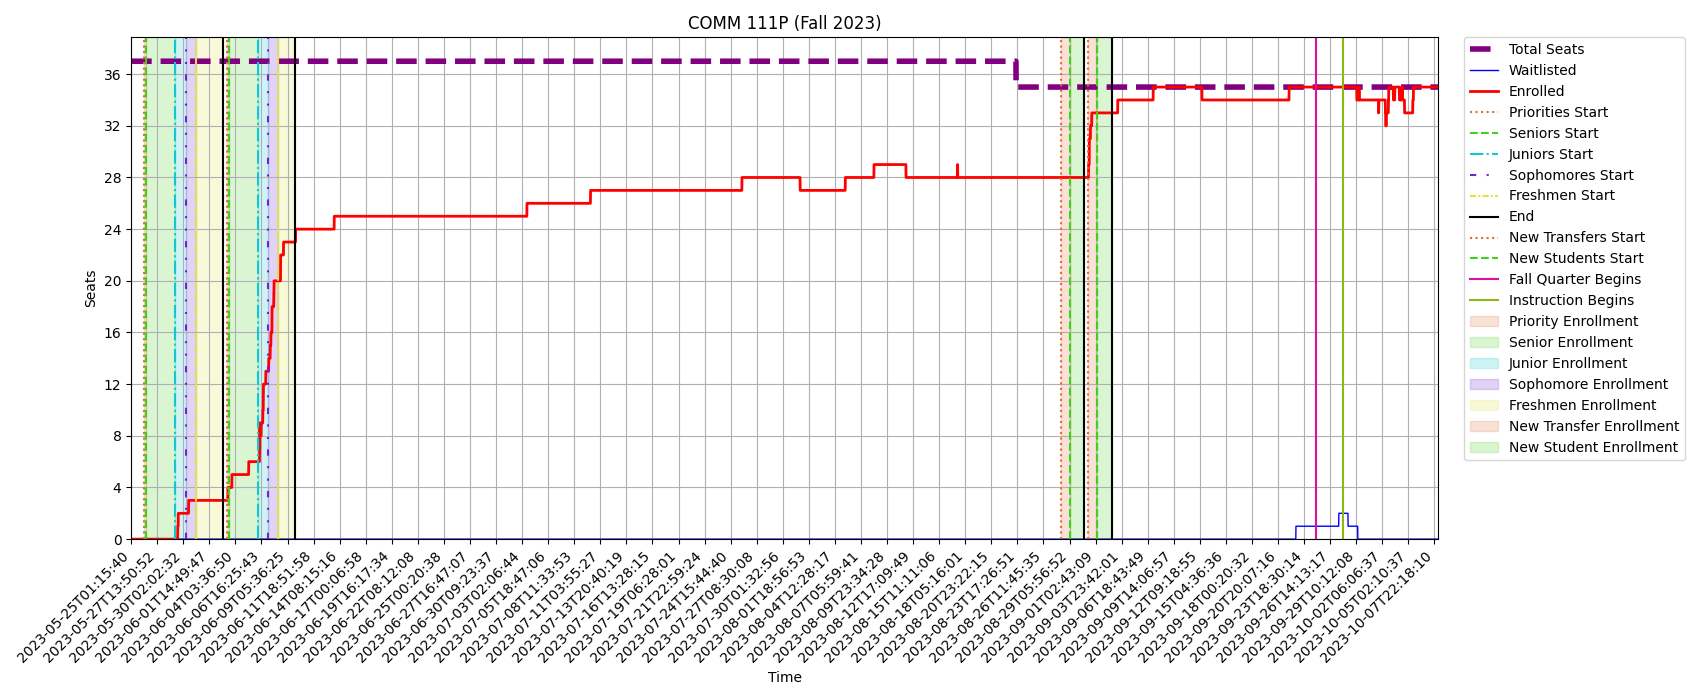 COMM 111P (Fall 2023)
Seats
36
32
28
24
20
16
12
8
4
0
2023-05-25T01:15:40
2023-05-27T13:50:52
2023-05-30T02:02:32
2023-06-01T14:49:47
2023-06-04T03:36:50
2023-06-06T16:25:43
2023-06-09T05:36:25
2023-06-11T18:51:58
2023-06-14T08:15:16
2023-06-17T00:06:58
2023-06-19T16:17:34
2023-06-22T08:12:08
2023-06-25T00:20:38
2023-06-27T16:47:07
2023-06-30T09:23:37
2023-07-03T02:06:44
2023-07-05T18:47:06
2023-07-08T11:33:53
2023-07-11T03:55:27
2023-07-13T20:40:19
2023-07-16T13:28:15
2023-07-19T06:28:01
2023-07-21T22:59:24
2023-07-24T15:44:40
2023-07-27T08:30:08
2023-07-30T01:32:56
2023-08-01T18:56:53
2023-08-04T12:28:17
2023-08-07T05:59:41
2023-08-09T23:34:28
2023-08-12T17:09:49
2023-08-15T11:11:06
2023-08-18T05:16:01
2023-08-20T23:22:15
2023-08-23T17:26:51
2023-08-26T11:45:35
2023-08-29T05:56:52
2023-09-01T02:43:09
2023-09-03T23:42:01
2023-09-06T18:43:49
2023-09-09T14:06:57
2023-09-12T09:18:55
2023-09-15T04:36:36
2023-09-18T00:20:32
2023-09-20T20:07:16
2023-09-23T18:30:14
2023-09-26T14:13:17
2023-09-29T10:12:08
2023-10-02T06:06:37
2023-10-05T02:10:37
2023-10-07T22:18:10
Time
Total Seats
Waitlisted
Enrolled
Priorities Start
Seniors Start
Juniors Start
Sophomores Start
Freshmen Start
End
New Transfers Start
New Students Start
Fall Quarter Begins
Instruction Begins
Priority Enrollment
Senior Enrollment
Junior Enrollment
Sophomore Enrollment
Freshmen Enrollment
New Transfer Enrollment
New Student Enrollment